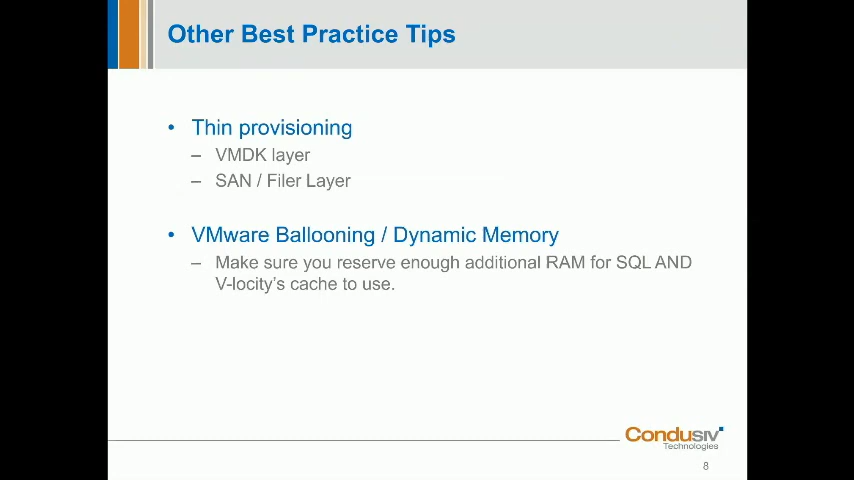 Other Best Practice Tips
• Thin provisioning
– VMDK layer
– SAN / Filer Layer
• VMware Ballooning / Dynamic Memory
– Make sure you reserve enough additional RAM for SQL AND
V-locity's cache to use.
Condusiv
Technologies
8